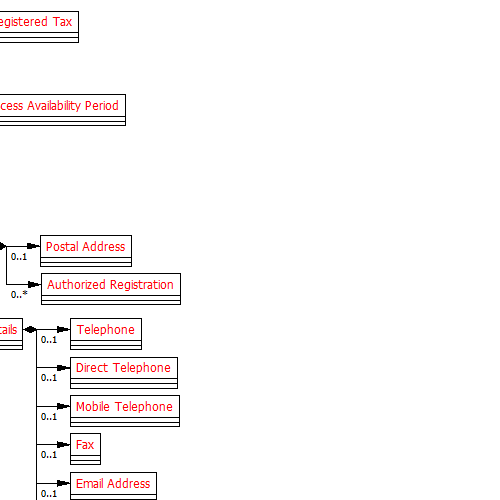 egistered Tax
cess Availability Period
Postal Address
0..1
Authorized Registration
0..*
tails
Telephone
0..1
Direct Telephone
0..1
Mobile Telephone
0..1
Fax
0..1
Email Address
0..1